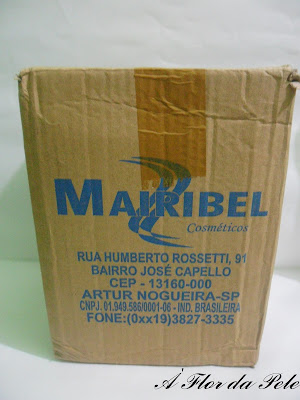 MAIRIBEL
Cosméticos
RUA HUMBERTO ROSSETTI, 91
BAIRRO JOSÉ CAPELLO
CEP - 13160-000
ARTUR NOGUEIRA-SP
CNPJ. 01.949.586/0001-06 - IND. BRASILEIRA
FONE:(0xx19)3827-3335
À Flor da Pele